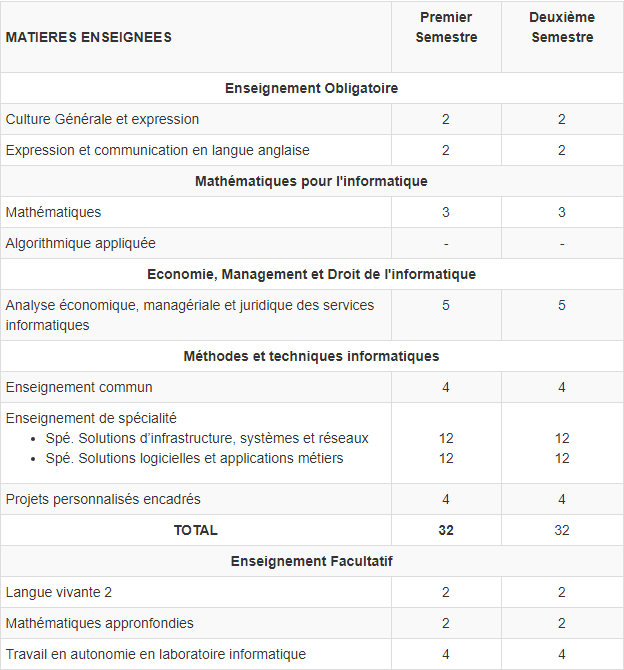 MATIERES ENSEIGNEES Premier Semestre Deuxième Semestre
Enseignement Obligatoire
Culture Générale et expression 2 2
Expression et communication en langue anglaise 2 2
Mathématiques pour l'informatique
Mathématiques 3 3
Algorithmique appliquée - -
Economie, Management et Droit de l'informatique
Analyse économique, managériale et juridique des services 5 5
informatiques
Méthodes et techniques informatiques
Enseignement commun 4 4
Enseignement de spécialité
• Spé. Solutions d'infrastructure, systèmes et réseaux 12 12
• Spé. Solutions logicielles et applications métiers 12 12
Projets personnalisés encadrés 4 4
TOTAL 32 32
Enseignement Facultatif
Langue vivante 2 2 2
Mathématiques appronfondies 2 2
Travail en autonomie en laboratoire informatique 4 4